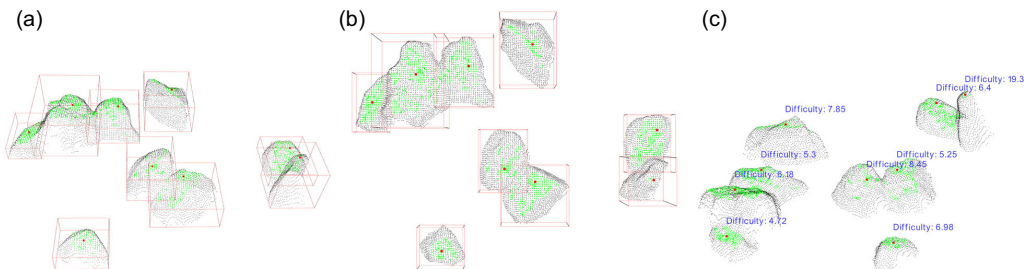 (a)
(b)
(c)
Difficulty: 19.3
Difficulty: 6.4
Difficulty: 7.85
Difficulty: 5.3
Difficulty: 5.25
Difficulty: 8.45
Difficulty: 6.18
Difficulty: 4.72
Difficulty: 6.98